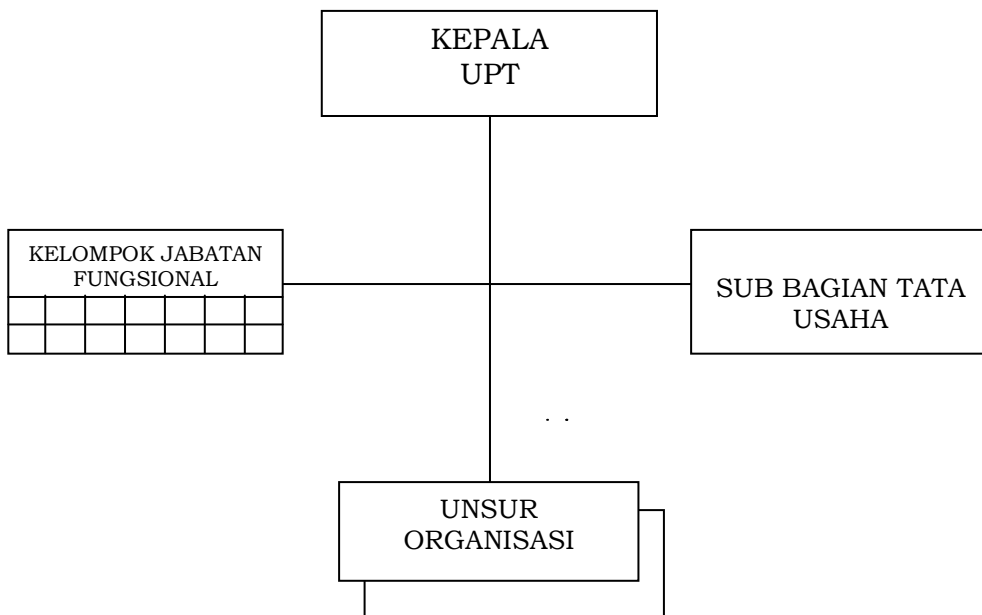 KEPALA
UPT
KELOMPOK JABATAN
FUNGSIONAL
SUB BAGIAN TATA
USAHA
. .
UNSUR
ORGANISASI